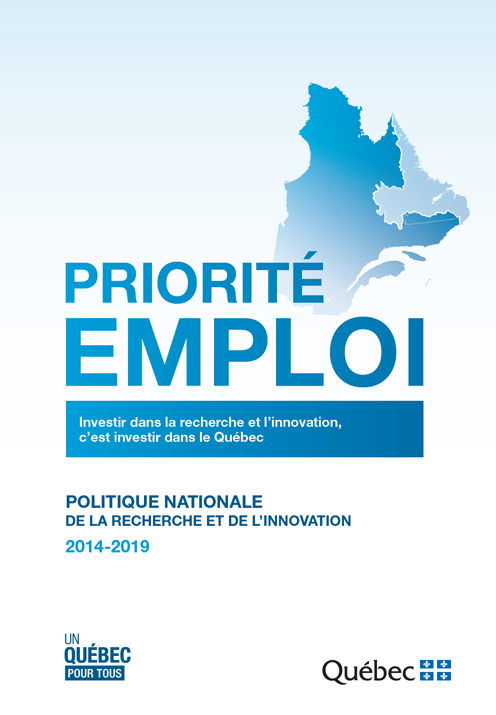 PRIORITÉ
EMPLOI
Investir dans la recherche et l’innovation,
c’est investir dans le Québec
POLITIQUE NATIONALE
DE LA RECHERCHE ET DE L’INNOVATION
2014-2019
UN
QUÉBEC
POUR TOUS
Québec